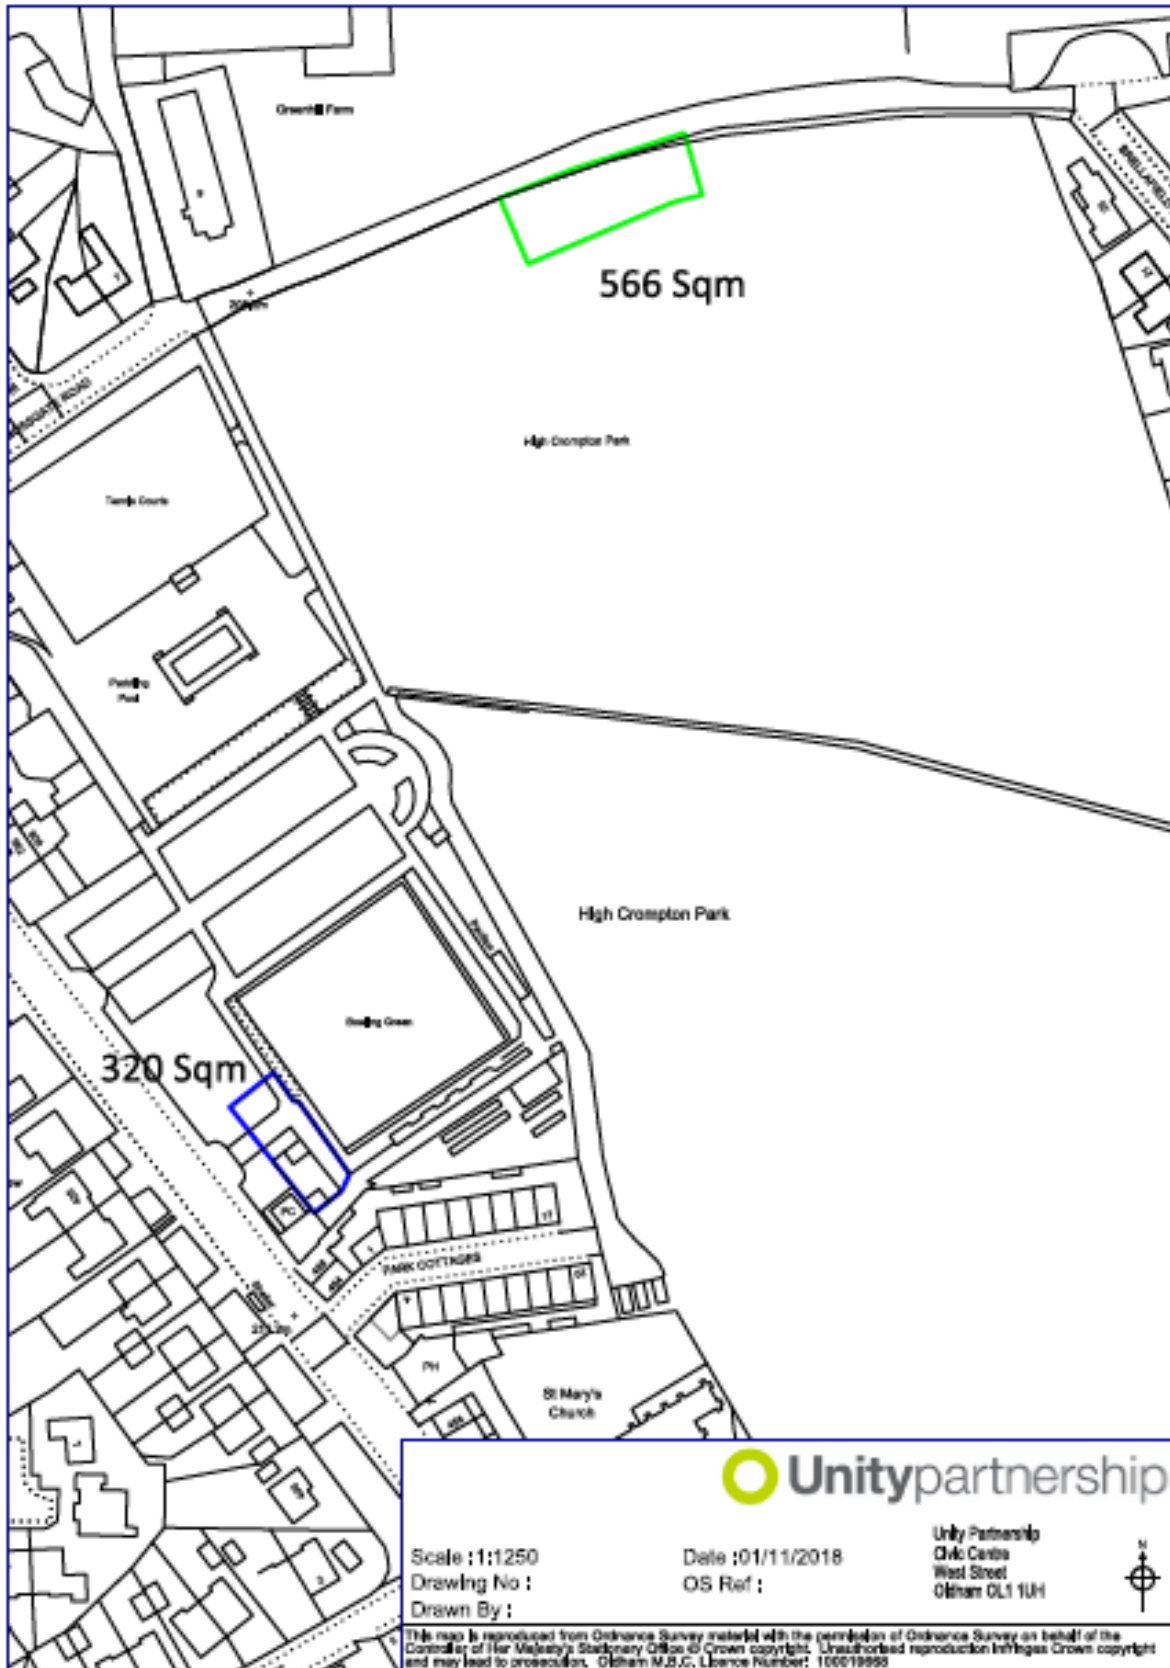 Greenhill Farm
566 Sqm
High Crompton Park
Tennis Courts
Paddling
Pool
High Crompton Park
Pavilion
Bowling Green
320 Sqm
PC
17
1
PARK COTTAGES
PH
St Mary's
Church
Unitypartnership
Scale :1:1250
Date :01/11/2018
Drawing No :
OS Ref :
Drawn By :
Unity Partnership
Civic Centre
West Street
Oldham OL1 1UH
N
This map is reproduced from Ordnance Survey material with the permission of Ordnance Survey on behalf of the
Controller of Her Majesty's Stationery Office © Crown copyright. Unauthorised reproduction infringes Crown copyright
and may lead to prosecution. Oldham M.B.C. Licence Number: 100019668